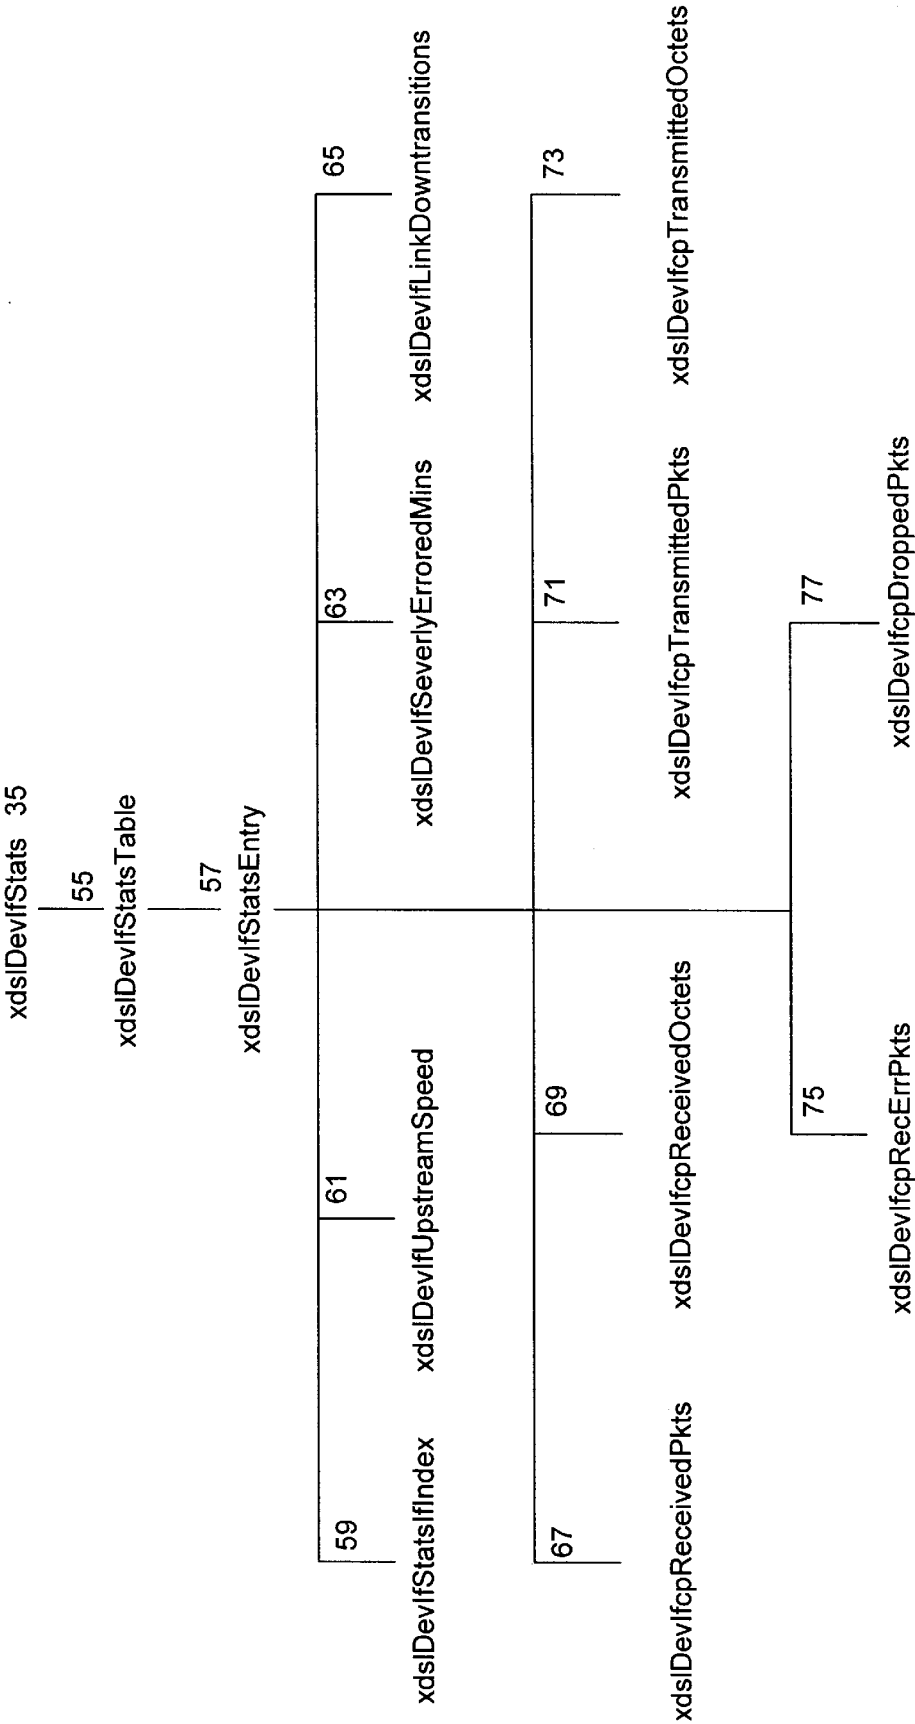 xdslDevIfStats 35
55
xdslDevIfStatsTable
57
xdslDevIfStatsEntry
59
61
63
65
xdslDevIfStatsIfIndex
xdslDevIfUpstreamSpeed
xdslDevIfSeverlyErroredMins
xdslDevIfLinkDowntransitions
67
69
71
73
xdslDevIfcpReceivedPkts
xdslDevIfcpReceivedOctets
xdslDevIfcpTransmittedPkts
xdslDevIfcpTransmittedOctets
75
77
xdslDevIfcpRecErrPkts
xdslDevIfcpDroppedPkts